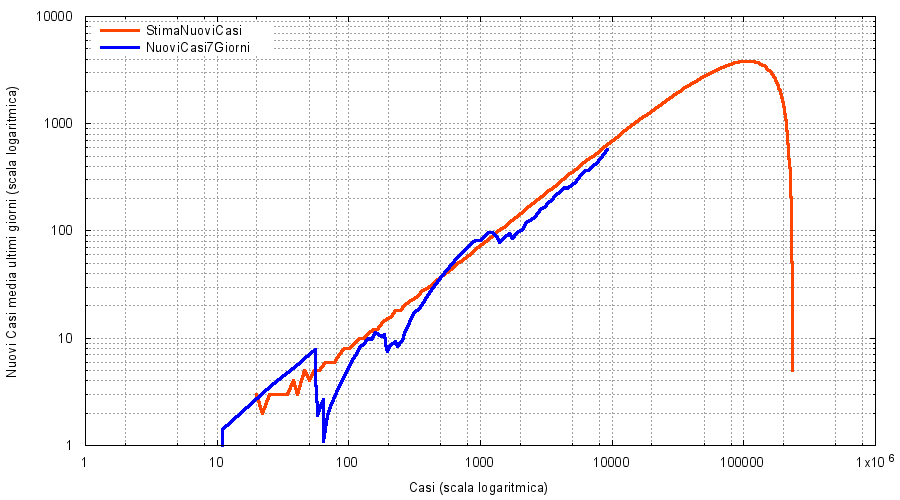 StimaNuoviCasi
NuoviCasi7Giorni
Nuovi Casi media ultimi giorni (scala logaritmica)
10000
1000
100
10
1
1
10
100
1000
10000
100000
1x10 6
Casi (scala logaritmica)